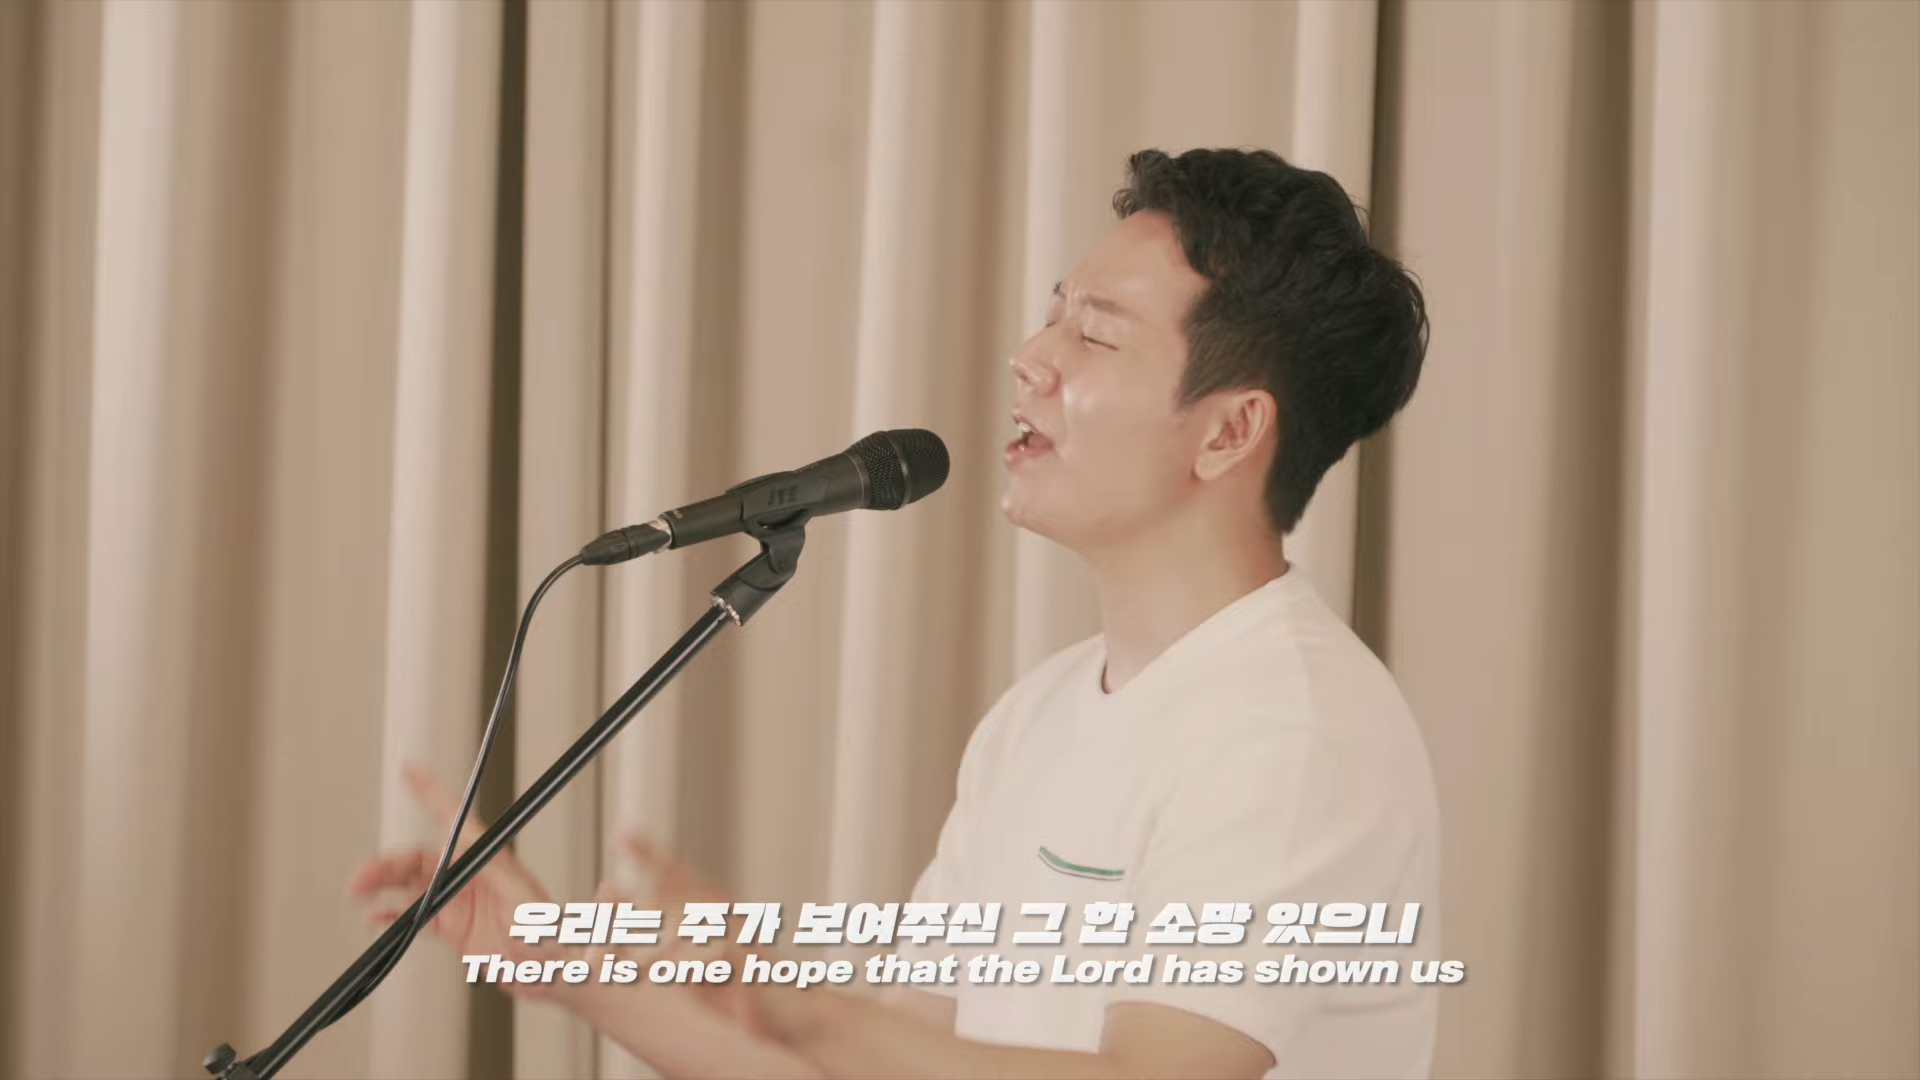 우리는 주가 보여주신 그 한 소망 있으니
There is one hope that the Lord has shown us